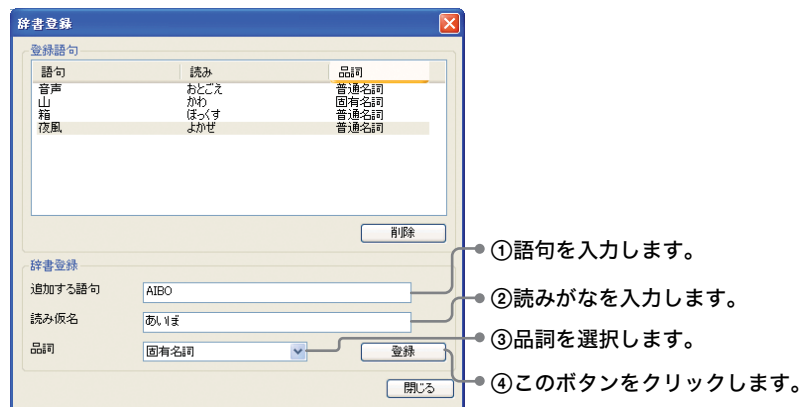 辞書登録
登録語句
語句 読み 品詞
音声 おとごえ 普通名詞
山 かわ 固有名詞
箱 ぼっくす 普通名詞
夜風 よかぜ 普通名詞
削除
①語句を入力します。
辞書登録
追加する語句 AIBO
②読みがなを入力します。
読み仮名 あいぼ
③品詞を選択します。
品詞 固有名詞 登録
④このボタンをクリックします。
閉じる